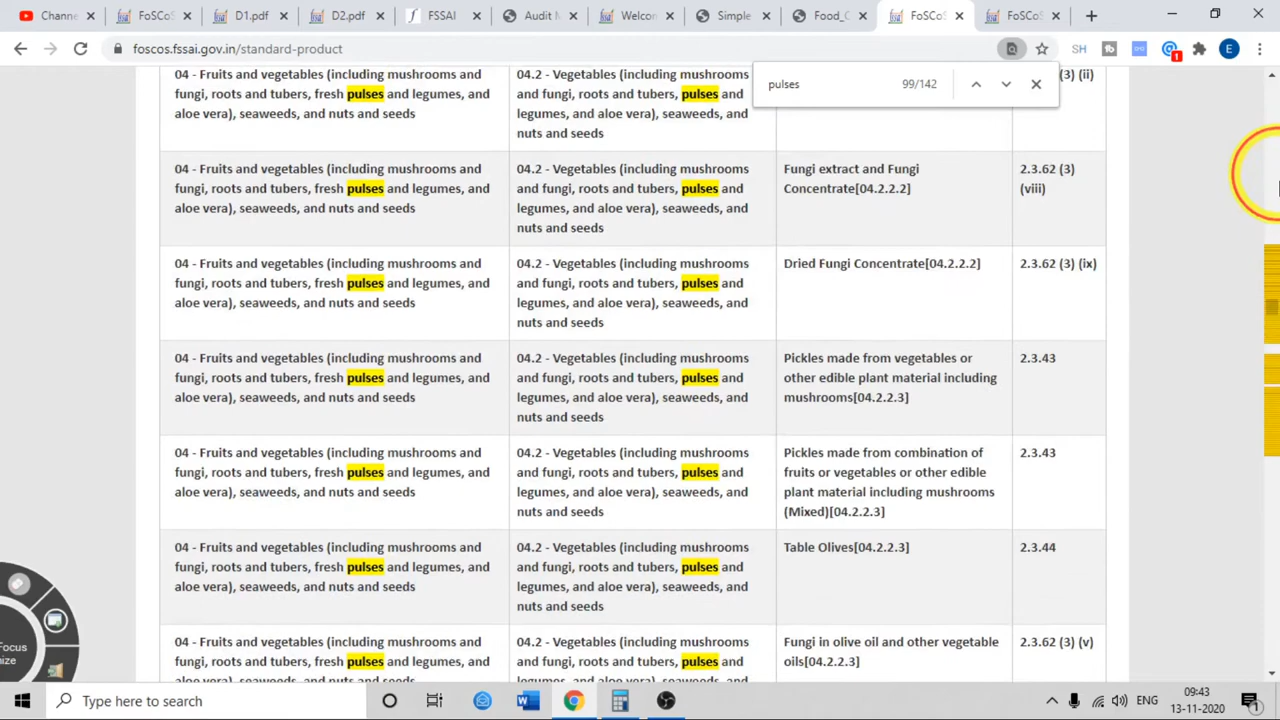 Channe
FoSCoS
D1.pdf
D2.pdf
FSSAI
Audit M
Welcon
Simple
Food_C
FoSCoS
FoSCoS
foscos.fssai.gov.in/standard-product
SH
1
E
pulses 99/142
04 - Fruits and vegetables (including mushrooms and
fungi, roots and tubers, fresh pulses and legumes, and
aloe vera), seaweeds, and nuts and seeds
04.2 - Vegetables (including mushrooms
and fungi, roots and tubers, pulses and
legumes, and aloe vera), seaweeds, and
nuts and seeds
(3) (ii)
04 - Fruits and vegetables (including mushrooms and
fungi, roots and tubers, fresh pulses and legumes, and
aloe vera), seaweeds, and nuts and seeds
04.2 - Vegetables (including mushrooms
and fungi, roots and tubers, pulses and
legumes, and aloe vera), seaweeds, and
nuts and seeds
Fungi extract and Fungi
Concentrate[04.2.2.2]
2.3.62 (3)
(viii)
04 - Fruits and vegetables (including mushrooms and
fungi, roots and tubers, fresh pulses and legumes, and
aloe vera), seaweeds, and nuts and seeds
04.2 - Vegetables (including mushrooms
and fungi, roots and tubers, pulses and
legumes, and aloe vera), seaweeds, and
nuts and seeds
Dried Fungi Concentrate[04.2.2.2]
2.3.62 (3) (ix)
04 - Fruits and vegetables (including mushrooms and
fungi, roots and tubers, fresh pulses and legumes, and
aloe vera), seaweeds, and nuts and seeds
04.2 - Vegetables (including mushrooms
and fungi, roots and tubers, pulses and
legumes, and aloe vera), seaweeds, and
nuts and seeds
Pickles made from vegetables or
other edible plant material including
mushrooms[04.2.2.3]
2.3.43
04 - Fruits and vegetables (including mushrooms and
fungi, roots and tubers, fresh pulses and legumes, and
aloe vera), seaweeds, and nuts and seeds
04.2 - Vegetables (including mushrooms
and fungi, roots and tubers, pulses and
legumes, and aloe vera), seaweeds, and
nuts and seeds
Pickles made from combination of
fruits or vegetables or other edible
plant material including mushrooms
(Mixed)[04.2.2.3]
2.3.43
04 - Fruits and vegetables (including mushrooms and
fungi, roots and tubers, fresh pulses and legumes, and
aloe vera), seaweeds, and nuts and seeds
04.2 - Vegetables (including mushrooms
and fungi, roots and tubers, pulses and
legumes, and aloe vera), seaweeds, and
nuts and seeds
Table Olives[04.2.2.3]
2.3.44
04 - Fruits and vegetables (including mushrooms and
fungi, roots and tubers, fresh pulses and legumes, and
04.2 - Vegetables (including mushrooms
and fungi, roots and tubers, pulses and
legumes, and aloe vera), seaweeds, and
Fungi in olive oil and other vegetable
oils[04.2.2.3]
2.3.62 (3) (v)
Focus
nize
Type here to search
ENG
09:43
13-11-2020
1